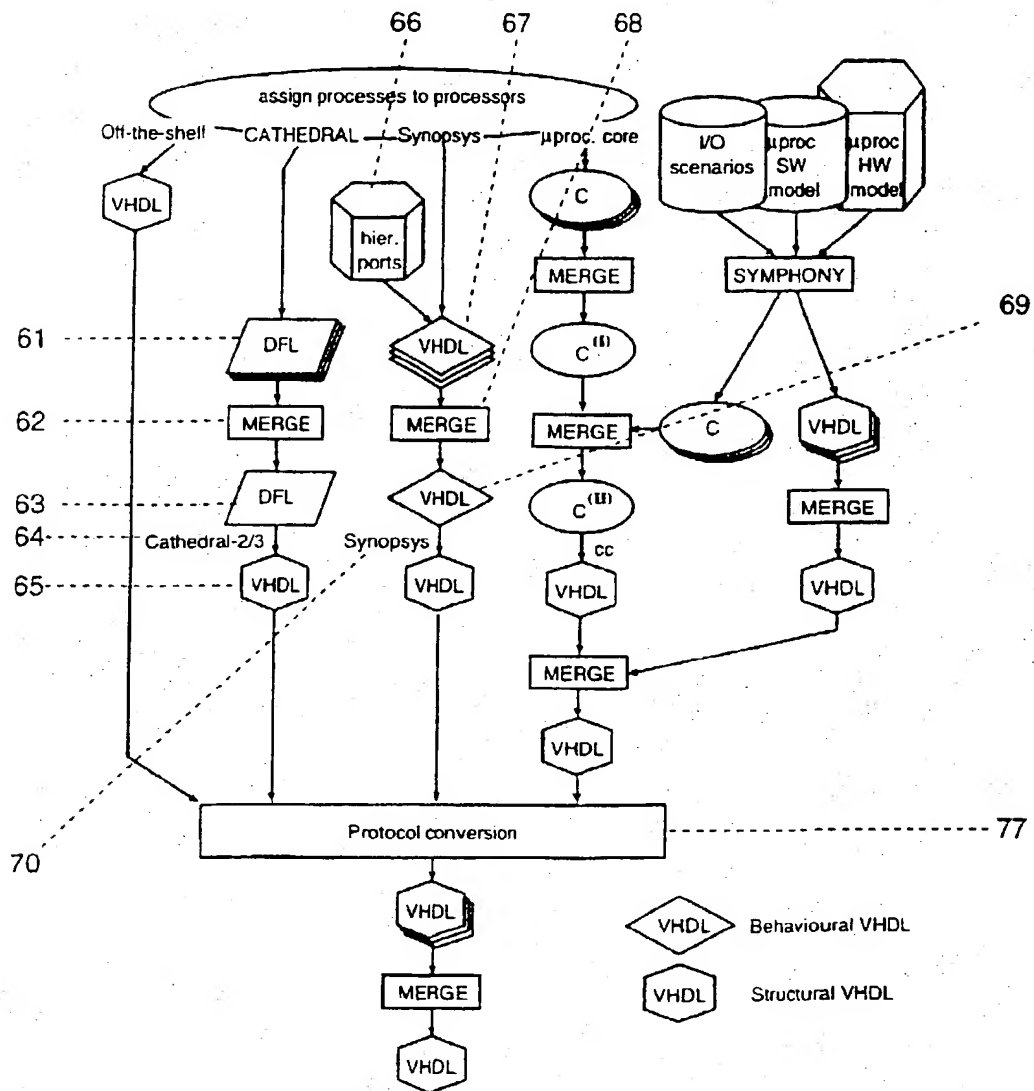 66 67 68
assign processes to processors
Off-the-shelf CATHEDRAL Synopsys µproc. core
I/O scenarios
µproc SW model
µproc HW model
VHDL
hier. ports
C
MERGE
SYMPHONY
69
61
DFL
VHDL
C(I)
62
MERGE
MERGE
MERGE
C
VHDL
63
DFL
VHDL
C(II)
MERGE
64
Cathedral-2/3
Synopsys
cc
65
VHDL
VHDL
VHDL
VHDL
MERGE
VHDL
Protocol conversion
77
70
VHDL
VHDL Behavioural VHDL
MERGE
VHDL Structural VHDL
VHDL